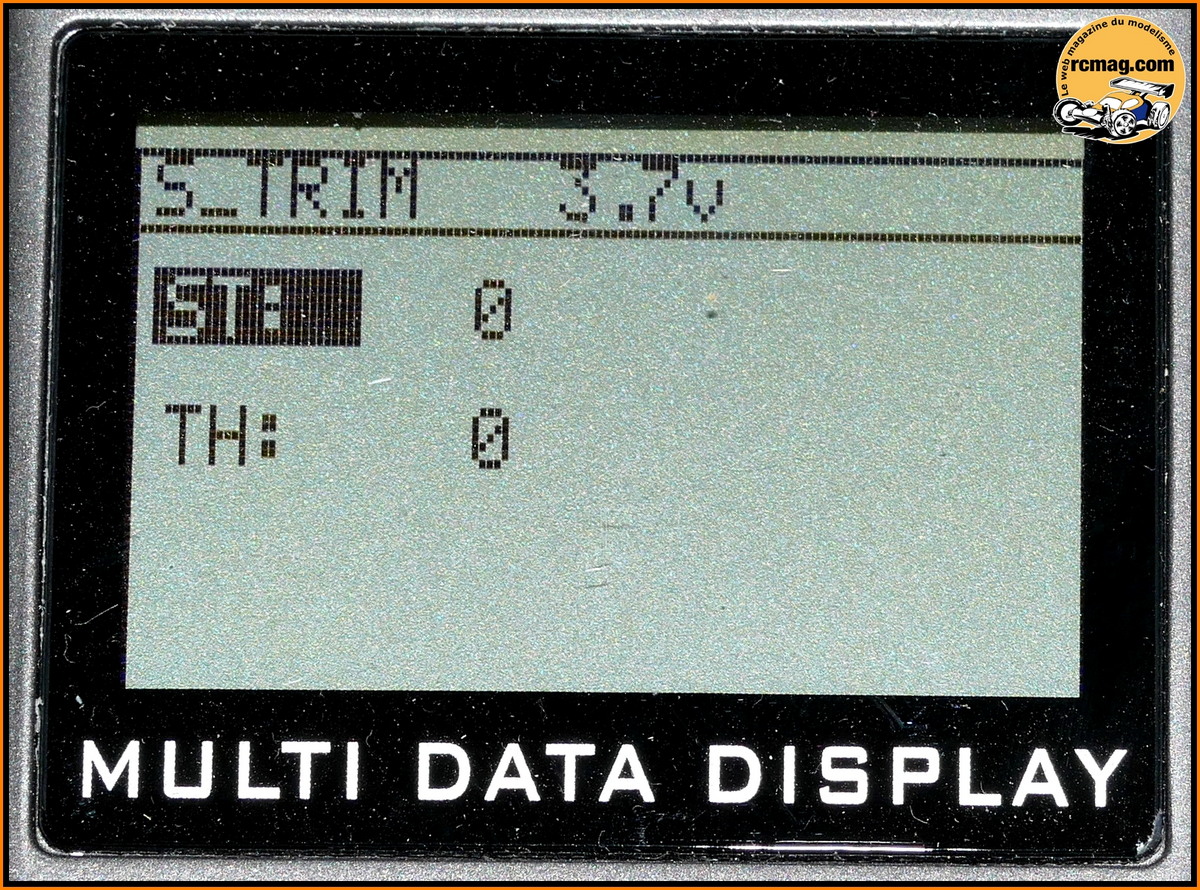 Le web magazine du modelisme
rcmag.com
S_TRIM 3.7v
ST: 0
TH: 0
MULTI DATA DISPLAY